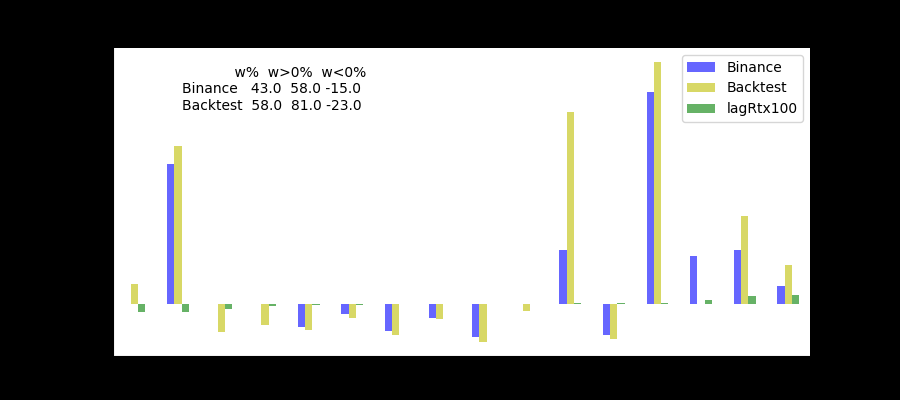 w% w>0% w<0%
Binance 43.0 58.0 -15.0
Backtest 58.0 81.0 -23.0
Binance
Backtest
lagRtx100